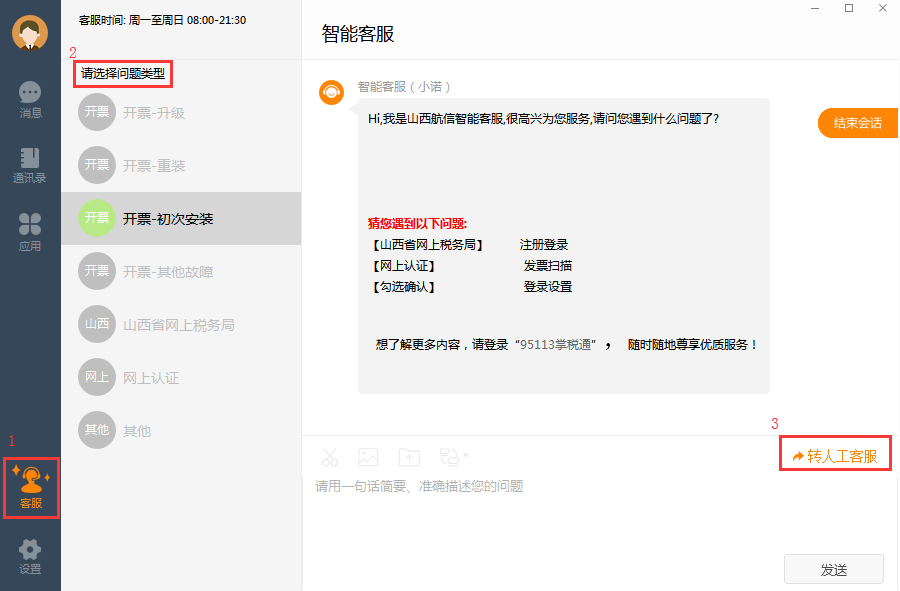 客服时间: 周一至周日 08:00-21:30
2
请选择问题类型
消息
通讯录
应用
1
客服
设置
开票 开票-升级
开票 开票-重装
开票 开票-初次安装
开票 开票-其他故障
山西 山西省网上税务局
网上 网上认证
其他 其他
智能客服
智能客服（小诺）
Hi,我是山西航信智能客服,很高兴为您服务,请问您遇到什么问题了?
结束会话
猜您遇到以下问题:
【山西省网上税务局】 注册登录
【网上认证】 发票扫描
【勾选确认】 登录设置
想了解更多内容，请登录“95113掌税通”， 随时随地尊享优质服务！
3
转人工客服
请用一句话简要、准确描述您的问题
发送